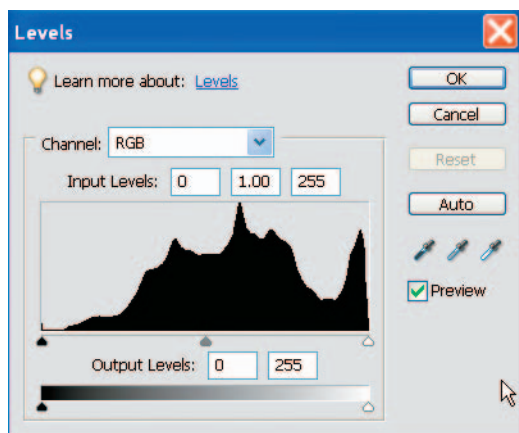 Levels
Learn more about: Levels
OK
Cancel
Channel: RGB
Reset
Input Levels: 0 1.00 255
Auto
Preview
Output Levels: 0 255